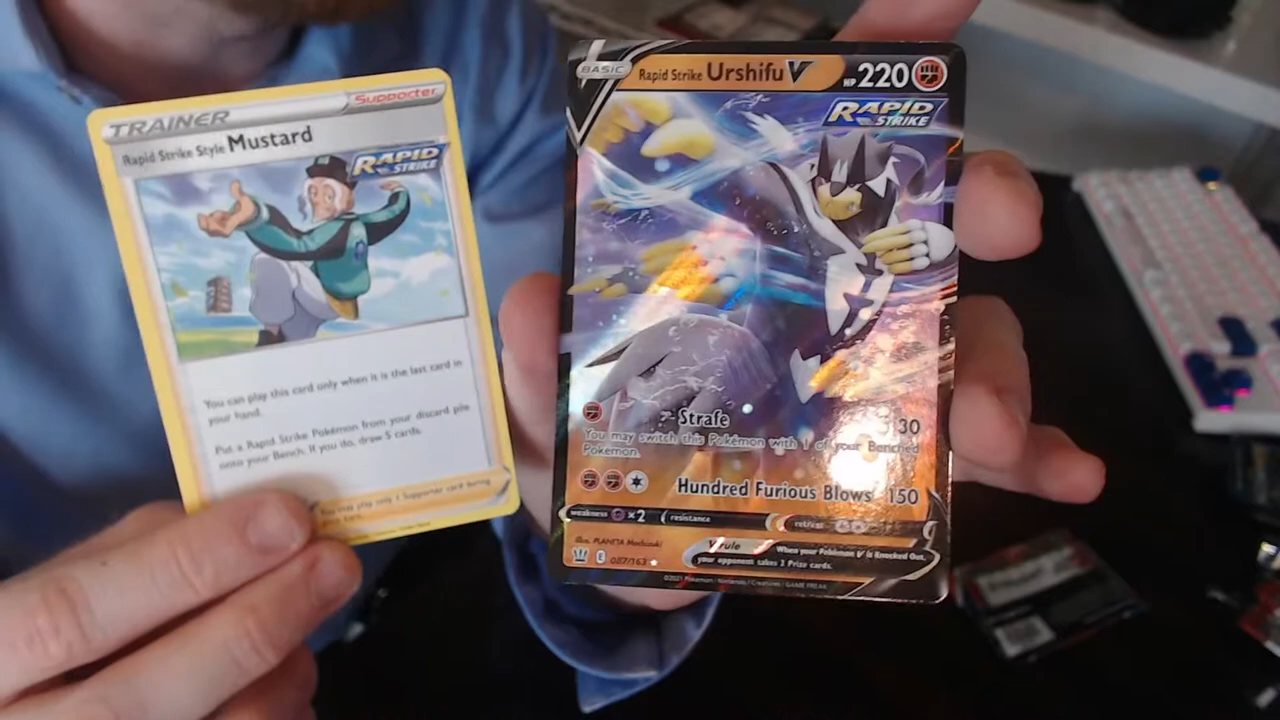 TRAINER
Supporter
Rapid Strike Style Mustard
RAPID
STRIKE
You can play this card only when it is the last card in
your hand.
Put a Rapid Strike Pokémon from your discard pile
onto your Bench. If you do, draw 5 cards.
You may play only 1 Supporter card during
your turn.
BASIC
Rapid Strike Urshifu V
HP 220
RAPID
STRIKE
Strafe 30
You may switch this Pokémon with 1 of your Benched
Pokémon.
Hundred Furious Blows 150
weakness ×2 resistance retreat
illus. PLANETA Mochizuki
V rule
When your Pokémon V is Knocked Out,
your opponent takes 2 Prize cards.
E 087/163
©2021 Pokémon / Nintendo / Creatures / GAME FREAK